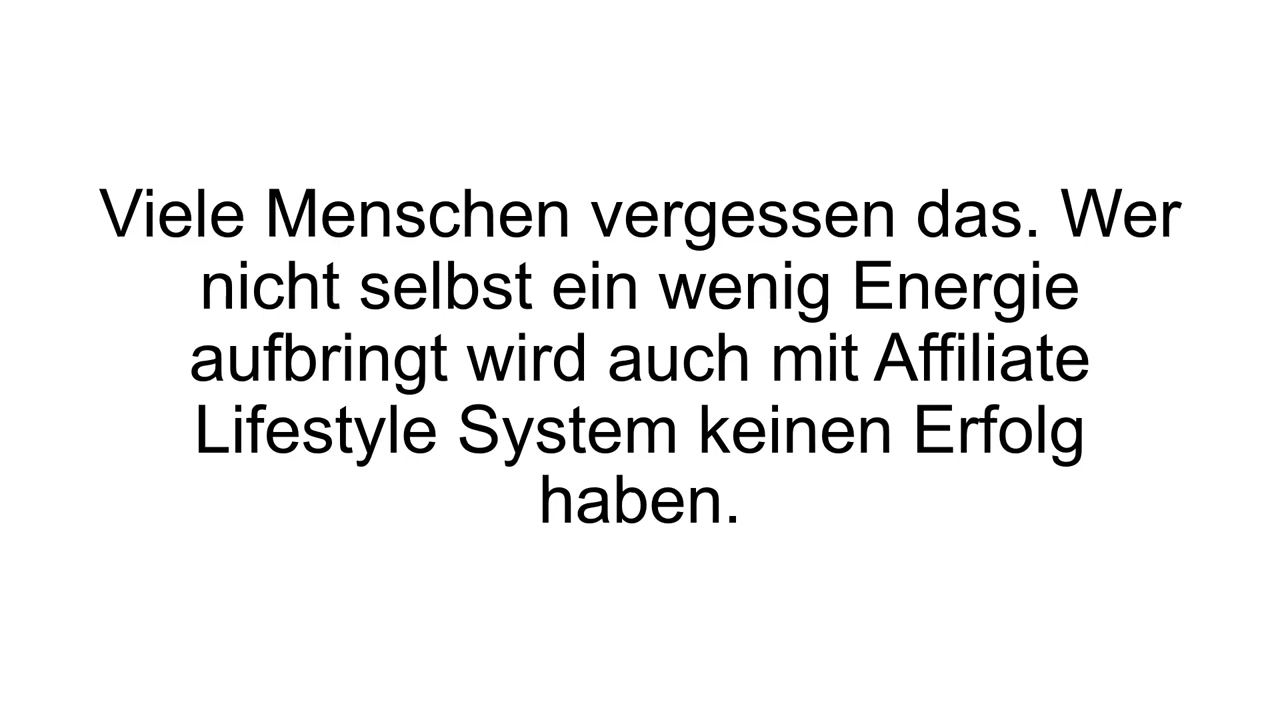 Viele Menschen vergessen das. Wer
nicht selbst ein wenig Energie
aufbringt wird auch mit Affiliate
Lifestyle System keinen Erfolg
haben.